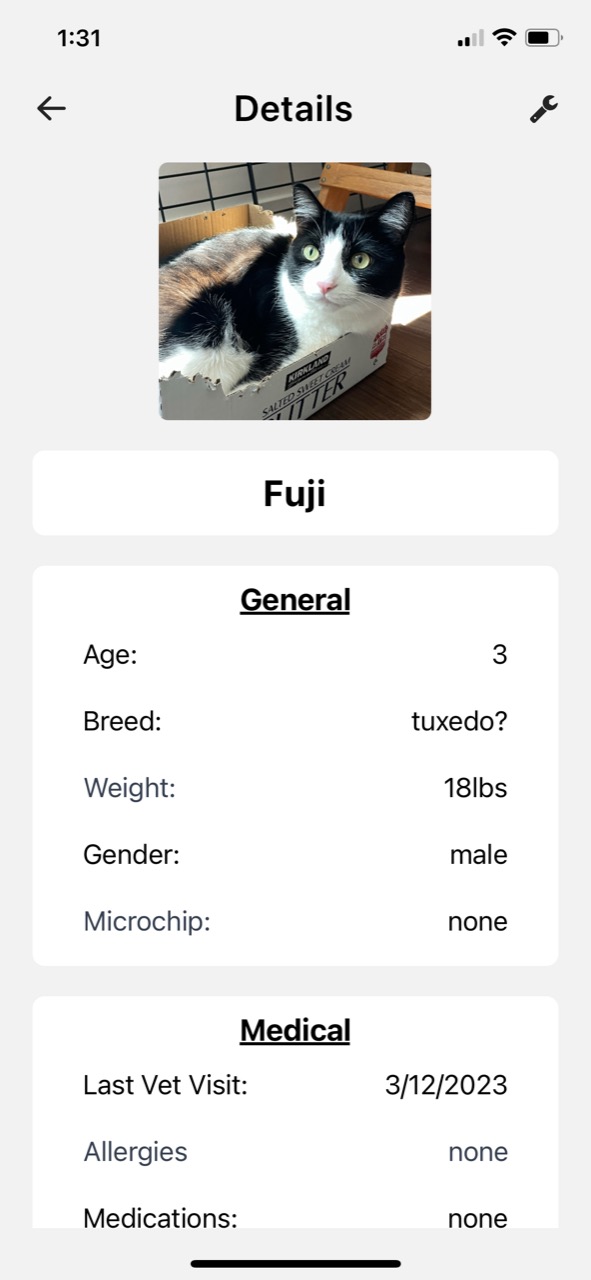 1:31
Details
KIRKLAND
SALTED SWEET CREAM
UTTER
Fuji
General
Age: 3
Breed: tuxedo?
Weight: 18lbs
Gender: male
Microchip: none
Medical
Last Vet Visit: 3/12/2023
Allergies none
Medications: none